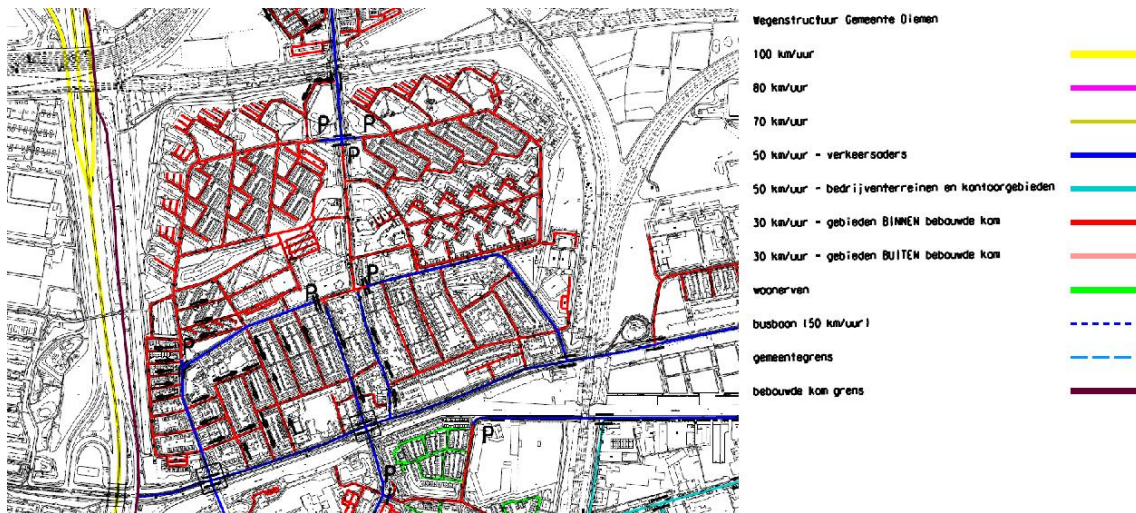 Wegenstructuur Gemeente Diemen
100 km/uur
80 km/uur
70 km/uur
50 km/uur - verkeersaders
50 km/uur - bedrijventerreinen en kantoorgebieden
30 km/uur - gebieden BINNEN bebouwde kom
30 km/uur - gebieden BUITEN bebouwde kom
woonerven
busbaan (50 km/uur)
gemeentegrens
bebouwde kom grens
P
P
P
P
P
P
P
P